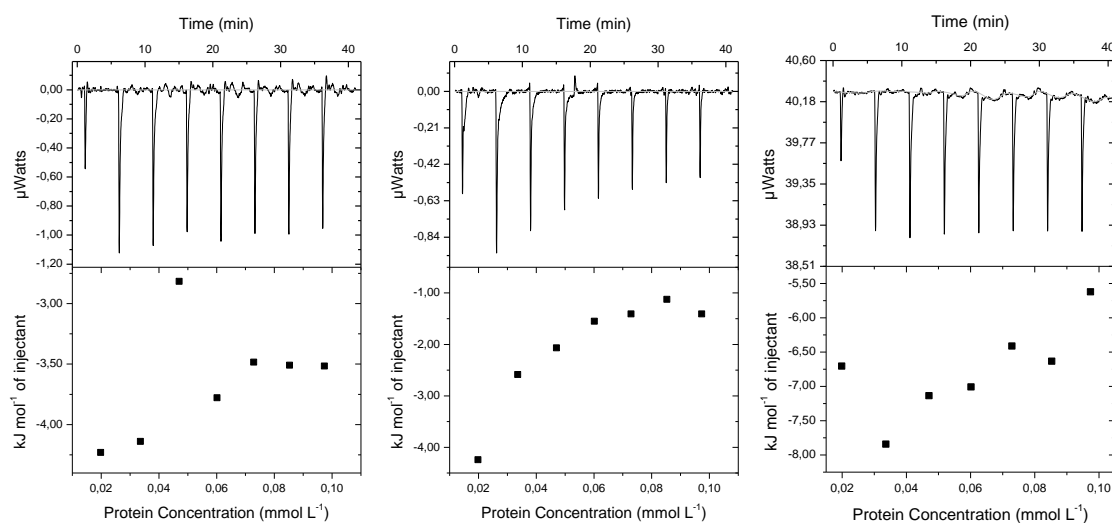 Time (min)
0 10 20 30 40
0,00
-0,20
-0,40
-0,60
-0,80
-1,00
-1,20
µWatts
-3,00
-3,50
-4,00
kJ mol⁻¹ of injectant
0,02 0,04 0,06 0,08 0,10
Protein Concentration (mmol L⁻¹)
Time (min)
0 10 20 30 40
0,00
-0,21
-0,42
-0,63
-0,84
µWatts
-1,00
-2,00
-3,00
-4,00
kJ mol⁻¹ of injectant
0,02 0,04 0,06 0,08 0,10
Protein Concentration (mmol L⁻¹)
Time (min)
0 10 20 30 40
40,60
40,18
39,77
39,35
38,93
38,51
µWatts
-5,50
-6,00
-6,50
-7,00
-7,50
-8,00
kJ mol⁻¹ of injectant
0,02 0,04 0,06 0,08 0,10
Protein Concentration (mmol L⁻¹)